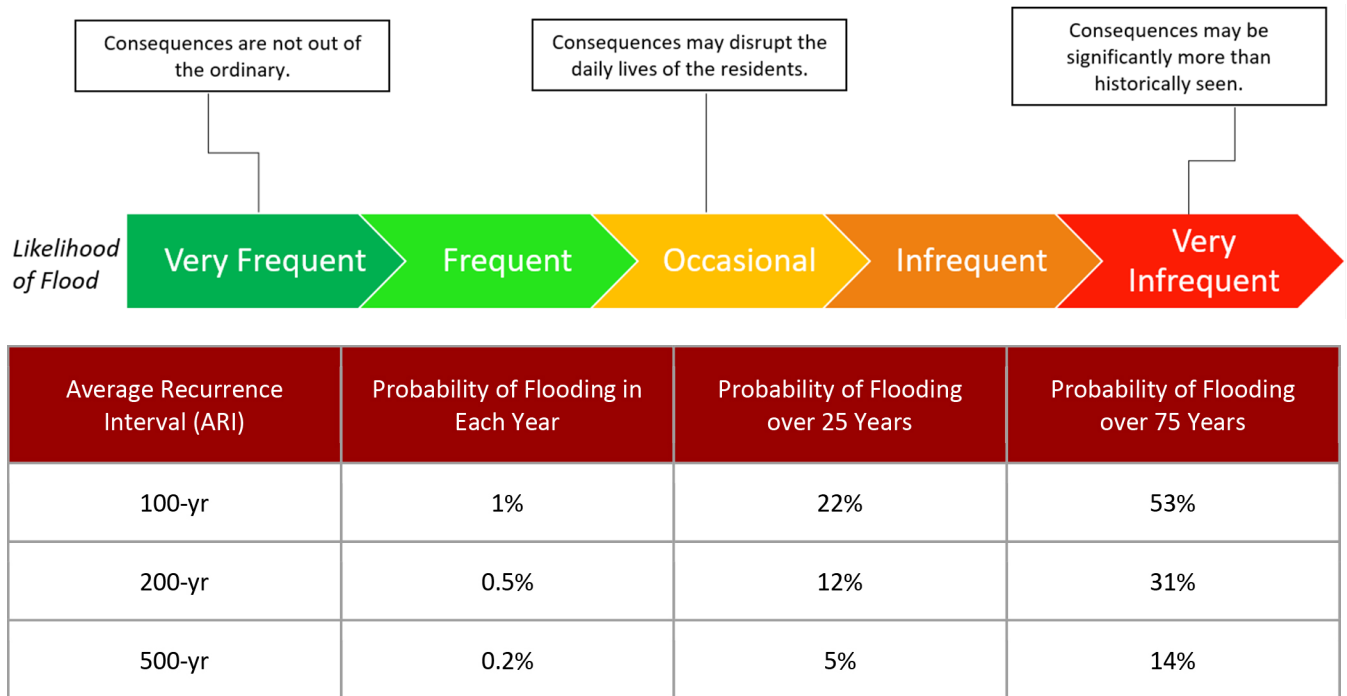 Consequences are not out of
the ordinary.
Consequences may disrupt the
daily lives of the residents.
Consequences may be
significantly more than
historically seen.
Likelihood
of Flood
Very Frequent
Frequent
Occasional
Infrequent
Very
Infrequent
Average Recurrence
Interval (ARI)
Probability of Flooding in
Each Year
Probability of Flooding
over 25 Years
Probability of Flooding
over 75 Years
100-yr
1%
22%
53%
200-yr
0.5%
12%
31%
500-yr
0.2%
5%
14%